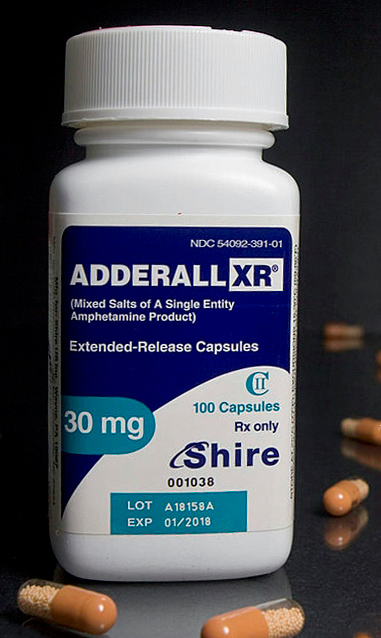 NDC 54092-391-01
ADDERALL XR®
(Mixed Salts of A Single Entity
Amphetamine Product)
Extended-Release Capsules
CII
100 Capsules
30 mg
Rx only
Shire
001038
LOT A18158A
EXP 01/2018